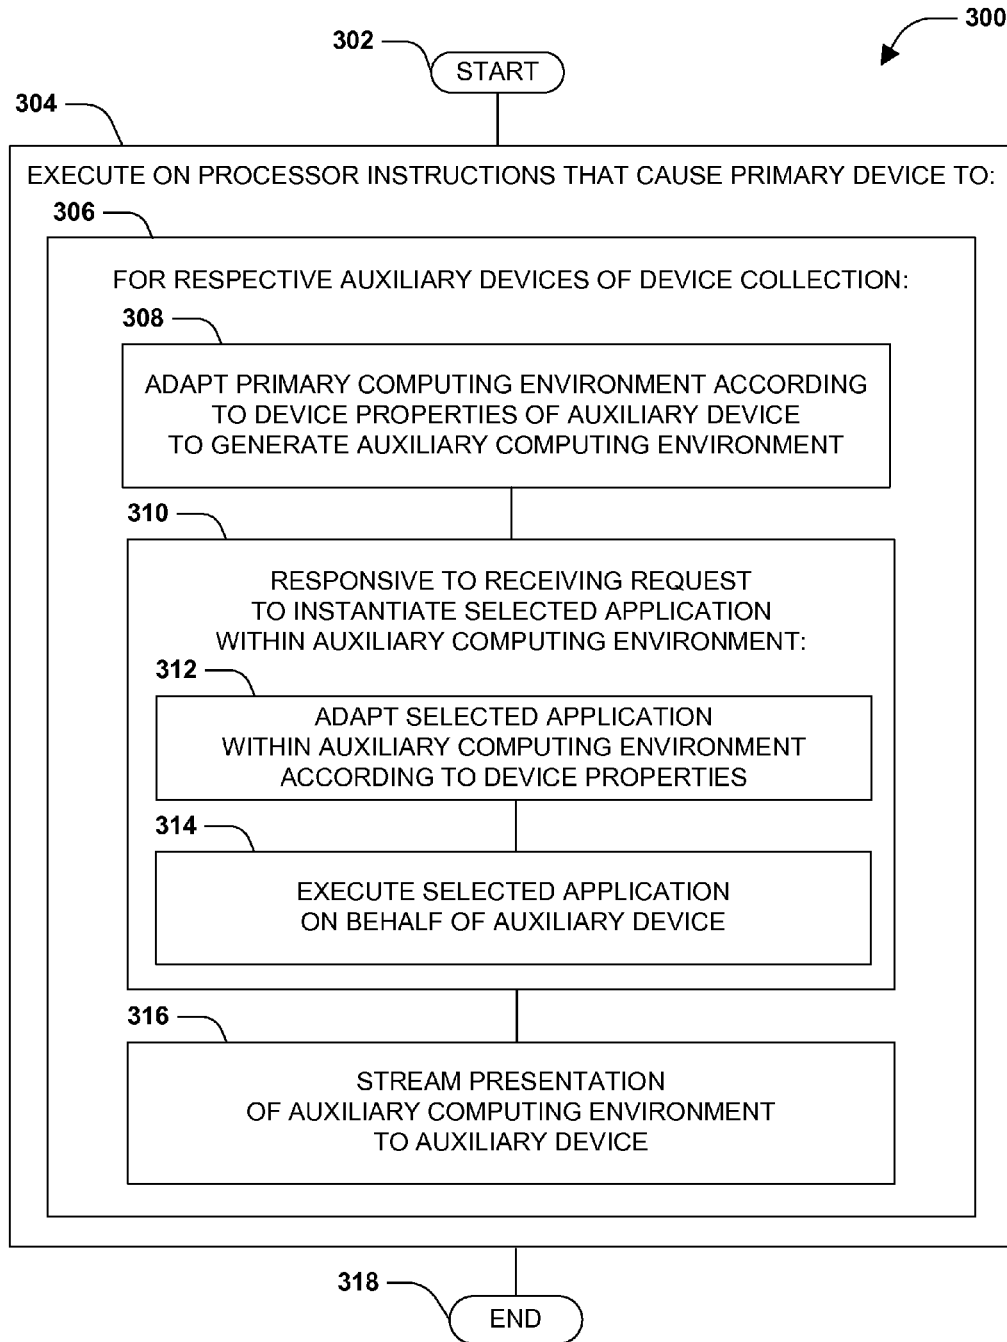 300
302
START
304
EXECUTE ON PROCESSOR INSTRUCTIONS THAT CAUSE PRIMARY DEVICE TO:
306
FOR RESPECTIVE AUXILIARY DEVICES OF DEVICE COLLECTION:
308
ADAPT PRIMARY COMPUTING ENVIRONMENT ACCORDING
TO DEVICE PROPERTIES OF AUXILIARY DEVICE
TO GENERATE AUXILIARY COMPUTING ENVIRONMENT
310
RESPONSIVE TO RECEIVING REQUEST
TO INSTANTIATE SELECTED APPLICATION
WITHIN AUXILIARY COMPUTING ENVIRONMENT:
312
ADAPT SELECTED APPLICATION
WITHIN AUXILIARY COMPUTING ENVIRONMENT
ACCORDING TO DEVICE PROPERTIES
314
EXECUTE SELECTED APPLICATION
ON BEHALF OF AUXILIARY DEVICE
316
STREAM PRESENTATION
OF AUXILIARY COMPUTING ENVIRONMENT
TO AUXILIARY DEVICE
318
END